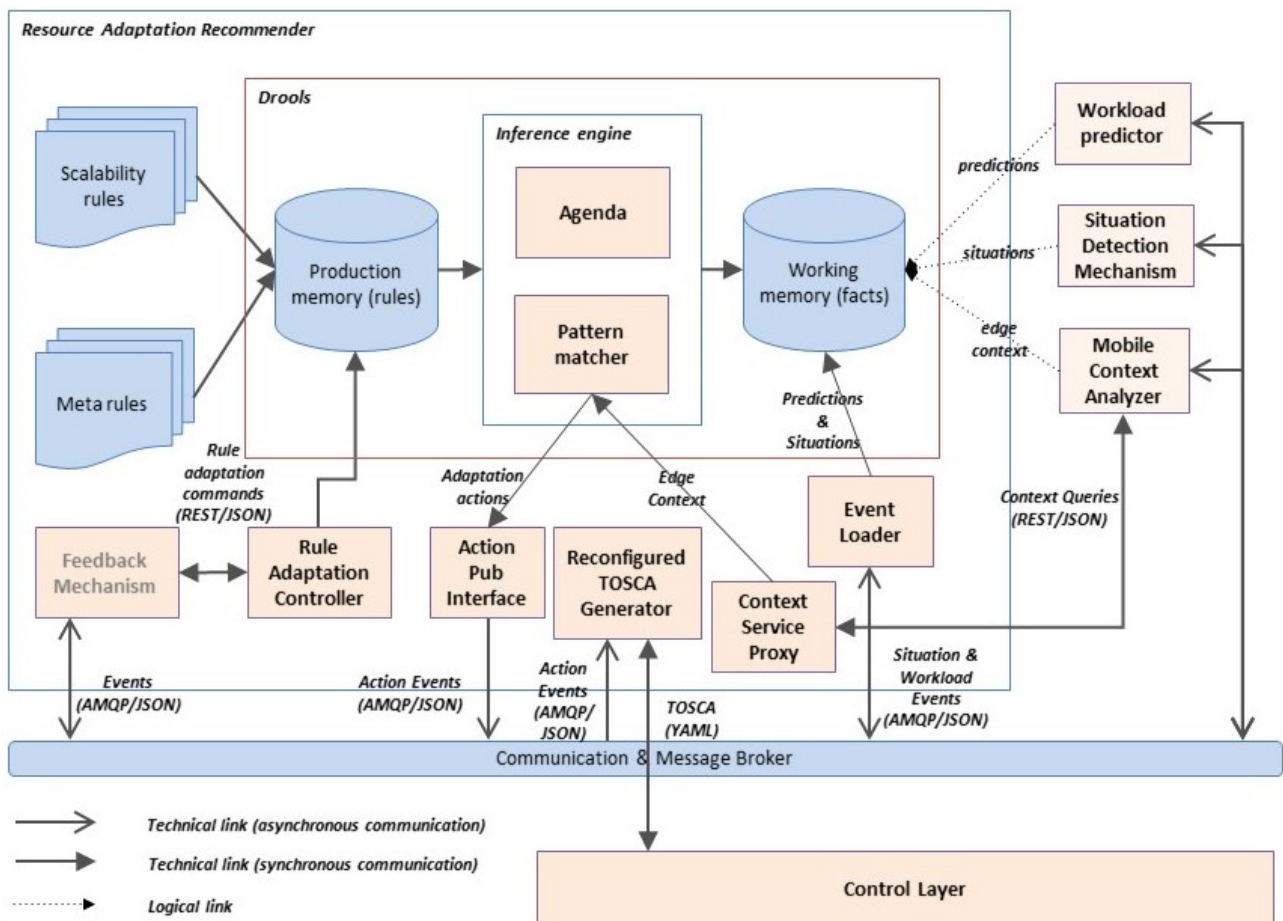 Resource Adaptation Recommender
Drools
Inference engine
Scalability
rules
Meta rules
Production
memory (rules)
Agenda
Pattern
matcher
Working
memory (facts)
Workload
predictor
Situation
Detection
Mechanism
Mobile
Context
Analyzer
predictions
situations
edge
context
Predictions
&
Situations
Rule
adaptation
commands
(REST/JSON)
Adaptation
actions
Edge
Context
Context Queries
(REST/JSON)
Feedback
Mechanism
Rule
Adaptation
Controller
Action
Pub
Interface
Reconfigured
TOSCA
Generator
Context
Service
Proxy
Event
Loader
Events
(AMQP/JSON)
Action Events
(AMQP/JSON)
Action
Events
(AMQP/
JSON)
TOSCA
(YAML)
Situation &
Workload
Events
(AMQP/JSON)
Communication & Message Broker
Technical link (asynchronous communication)
Technical link (synchronous communication)
Logical link
Control Layer